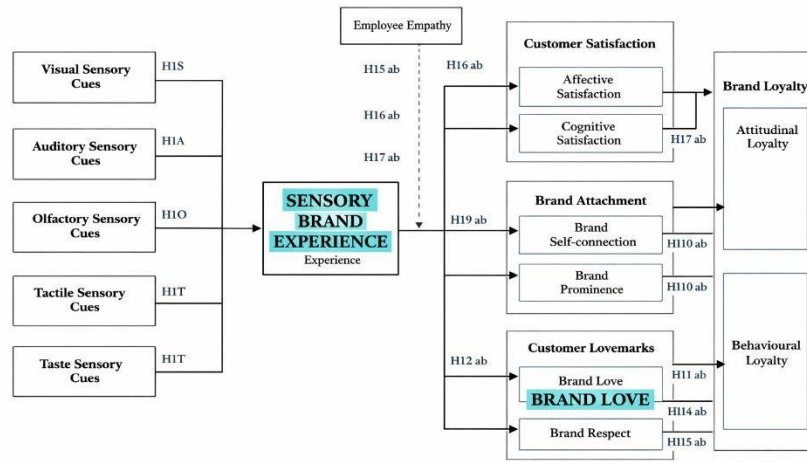 Employee Empathy
Visual Sensory
Cues
H1S
Auditory Sensory
Cues
H1A
Olfactory Sensory
Cues
H1O
Tactile Sensory
Cues
H1T
Taste Sensory
Cues
H1T
SENSORY
BRAND
EXPERIENCE
Experience
H15 ab
H16 ab
H17 ab
H16 ab
H19 ab
H12 ab
Customer Satisfaction
Affective
Satisfaction
Cognitive
Satisfaction
H17 ab
Brand Attachment
Brand
Self-connection
H110 ab
Brand
Prominence
H110 ab
Customer Lovemarks
Brand Love
BRAND LOVE
Brand Respect
H11 ab
H114 ab
H115 ab
Brand Loyalty
Attitudinal
Loyalty
Behavioural
Loyalty